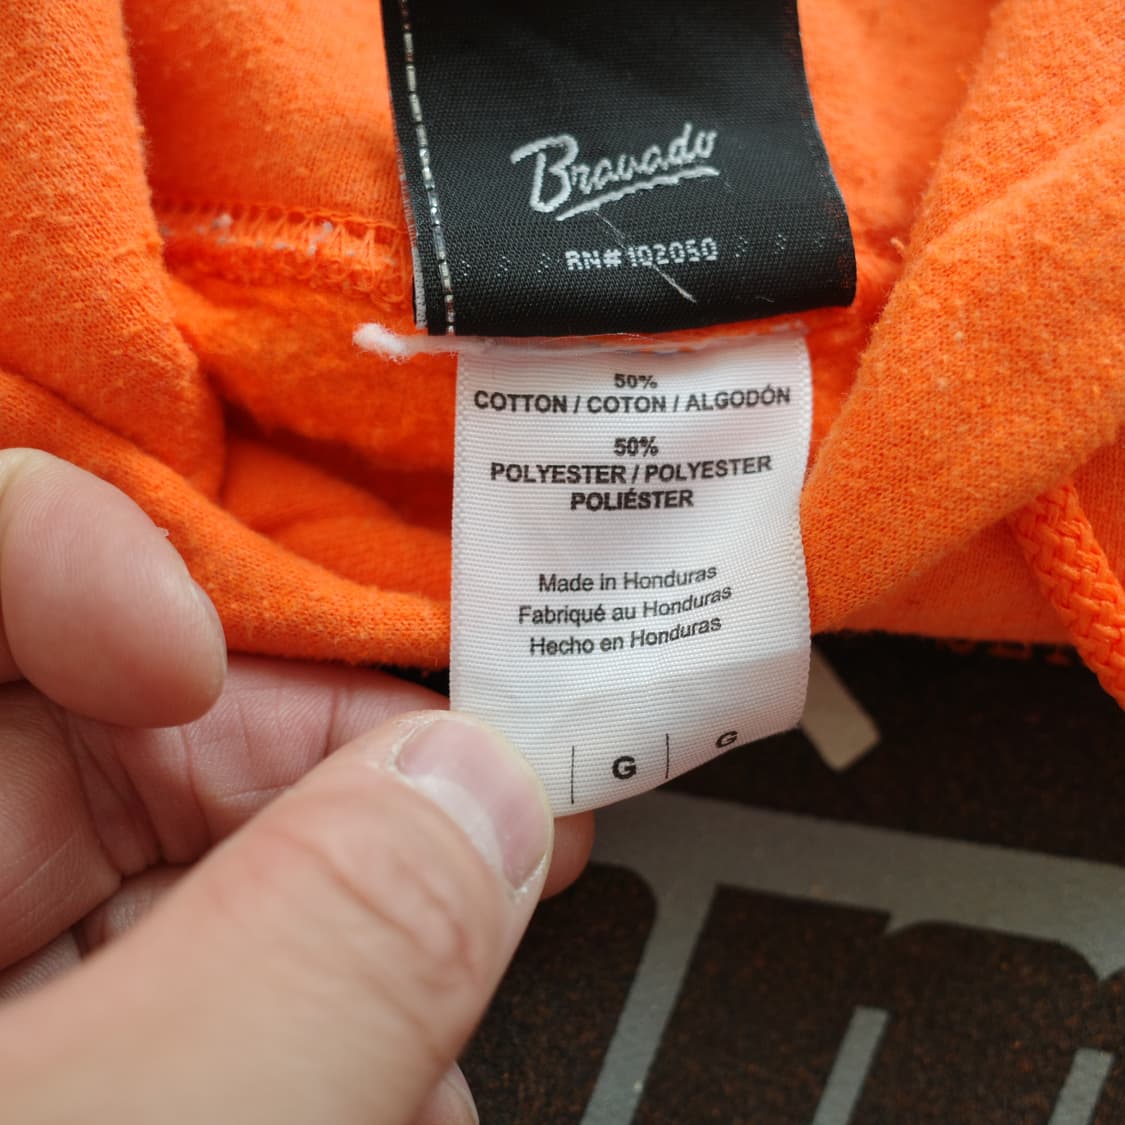 Bravado
RN#102050
50%
COTTON / COTON / ALGODÓN
50%
POLYESTER / POLYESTER
POLIÉSTER
Made in Honduras
Fabriqué au Honduras
Hecho en Honduras
G | G